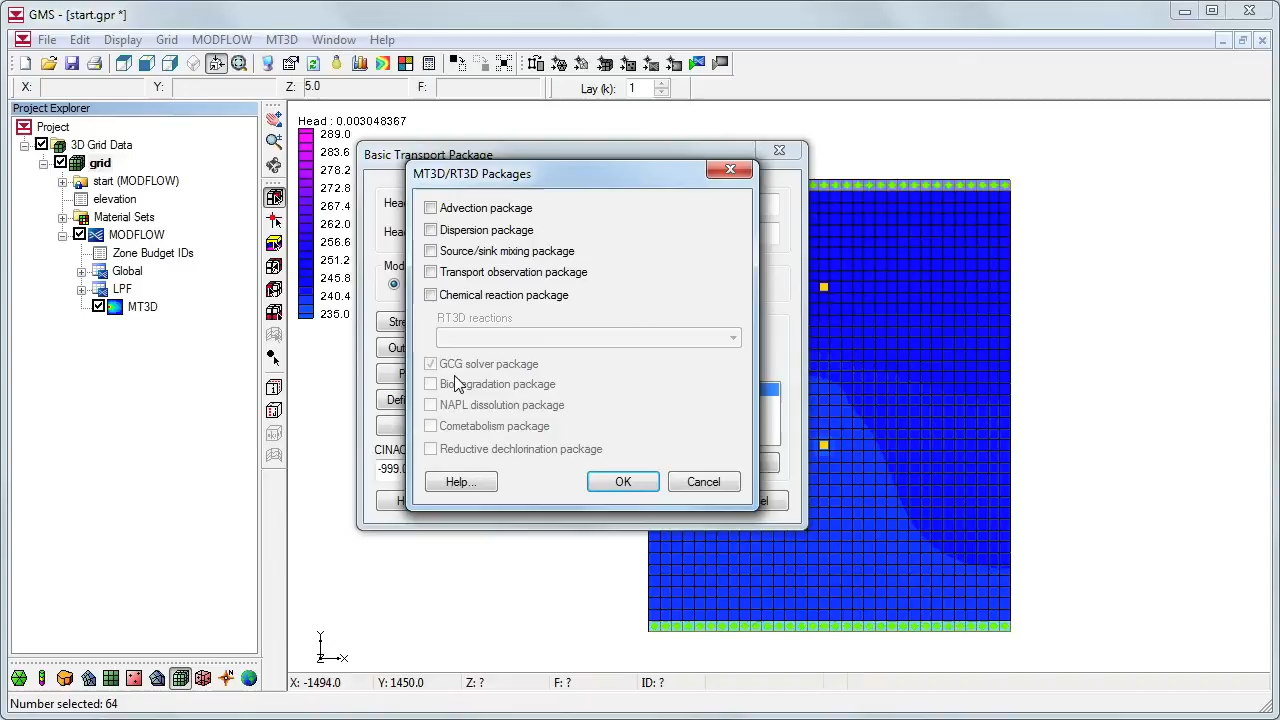 GMS - [start.gpr *]
File Edit Display Grid MODFLOW MT3D Window Help
X: Y: Z: 5.0 F: Lay (k): 1
Project Explorer
Project
3D Grid Data
grid
start (MODFLOW)
elevation
Material Sets
MODFLOW
Zone Budget IDs
Global
LPF
MT3D
Head : 0.003048367
289.0
283.6
278.2
272.8
267.4
262.0
256.6
251.2
245.8
240.4
235.0
Basic Transport Package
MT3D/RT3D Packages
Advection package
Dispersion package
Source/sink mixing package
Transport observation package
Chemical reaction package
RT3D reactions
GCG solver package
Biodegradation package
NAPL dissolution package
Cometabolism package
Reductive dechlorination package
Help... OK Cancel
CINAC
-999.0
X: -1494.0 Y: 1450.0 Z: ? F: ? ID: ?
Number selected: 64